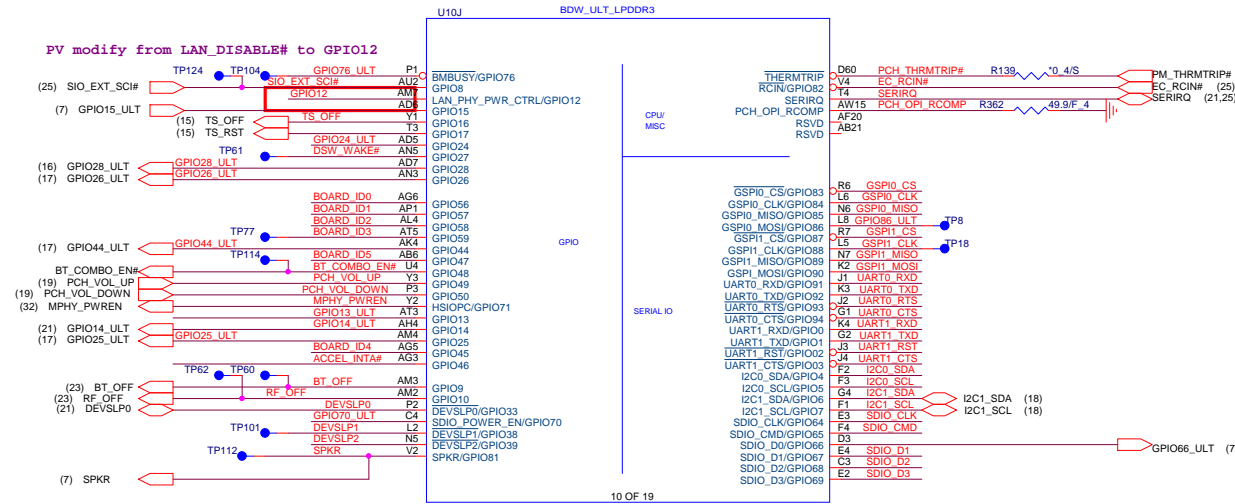 U10J
BDW_ULT_LPDDR3
PV modify from LAN_DISABLE# to GPIO12
TP124 TP104 GPIO76_ULT P1 BMBUSY/GPIO76
(25) SIO_EXT_SCI# SIO_EXT_SCI# AU2 GPIO8
GPIO12 AM7 LAN_PHY_PWR_CTRL/GPIO12
(7) GPIO15_ULT AD6 GPIO15
(15) TS_OFF TS_OFF Y1 GPIO16
(15) TS_RST T3 GPIO17
GPIO24_ULT AD5 GPIO24
TP61 DSW_WAKE# AN5 GPIO27
(16) GPIO28_ULT GPIO28_ULT AD7 GPIO28
(17) GPIO26_ULT GPIO26_ULT AN3 GPIO26
BOARD_ID0 AG6 GPIO56
BOARD_ID1 AP1 GPIO57
BOARD_ID2 AL4 GPIO58
TP77 BOARD_ID3 AT5 GPIO59
(17) GPIO44_ULT GPIO44_ULT AK4 GPIO44
TP114 BOARD_ID5 AB6 GPIO47
BT_COMBO_EN# BT_COMBO_EN# U4 GPIO48
(19) PCH_VOL_UP PCH_VOL_UP Y3 GPIO49
(19) PCH_VOL_DOWN PCH_VOL_DOWN P3 GPIO50
(32) MPHY_PWREN MPHY_PWREN Y2 HSIOPC/GPIO71
GPIO13_ULT AT3 GPIO13
(21) GPIO14_ULT GPIO14_ULT AH4 GPIO14
(17) GPIO25_ULT GPIO25_ULT AM4 GPIO25
BOARD_ID4 AG5 GPIO45
ACCEL_INTA# AG3 GPIO46
TP62 TP60
(23) BT_OFF BT_OFF AM3 GPIO9
(23) RF_OFF RF_OFF AM2 GPIO10
(21) DEVSLP0 DEVSLP0 P2 DEVSLP0/GPIO33
GPIO70_ULT C4 SDIO_POWER_EN/GPIO70
TP101 DEVSLP1 L2 DEVSLP1/GPIO38
DEVSLP2 N5 DEVSLP2/GPIO39
TP112 SPKR V2 SPKR/GPIO81
(7) SPKR
GPIO
CPU/
MISC
SERIAL IO
THERMTRIP D60 PCH_THRMTRIP# R139 *0_4/S PM_THRMTRIP#
RCIN/GPIO82 V4 EC_RCIN# EC_RCIN# (25)
SERIRQ T4 SERIRQ SERIRQ (21,25)
PCH_OPI_RCOMP AW15 PCH_OPI_RCOMP R362 49.9/F_4
RSVD AF20
RSVD AB21
GSPI0_CS/GPIO83 R6 GSPI0_CS
GSPI0_CLK/GPIO84 L6 GSPI0_CLK
GSPI0_MISO/GPIO85 N6 GSPI0_MISO
GSPI0_MOSI/GPIO86 L8 GPIO86_ULT TP8
GSPI1_CS/GPIO87 R7 GSPI1_CS
GSPI1_CLK/GPIO88 L5 GSPI1_CLK TP18
GSPI1_MISO/GPIO89 N7 GSPI1_MISO
GSPI_MOSI/GPIO90 K2 GSPI1_MOSI
UART0_RXD/GPIO91 J1 UART0_RXD
UART0_TXD/GPIO92 K3 UART0_TXD
UART0_RTS/GPIO93 J2 UART0_RTS
UART0_CTS/GPIO94 G1 UART0_CTS
UART1_RXD/GPIO0 K4 UART1_RXD
UART1_TXD/GPIO1 G2 UART1_TXD
UART1_RST/GPIO02 J3 UART1_RST
UART1_CTS/GPIO03 J4 UART1_CTS
I2C0_SDA/GPIO4 F2 I2C0_SDA
I2C0_SCL/GPIO5 F3 I2C0_SCL
I2C1_SDA/GPIO6 G4 I2C1_SDA I2C1_SDA (18)
I2C1_SCL/GPIO7 F1 I2C1_SCL I2C1_SCL (18)
SDIO_CLK/GPIO64 E3 SDIO_CLK
SDIO_CMD/GPIO65 F4 SDIO_CMD
SDIO_D0/GPIO66 D3 GPIO66_ULT (7
SDIO_D1/GPIO67 E4 SDIO_D1
SDIO_D2/GPIO68 C3 SDIO_D2
SDIO_D3/GPIO69 E2 SDIO_D3
10 OF 19